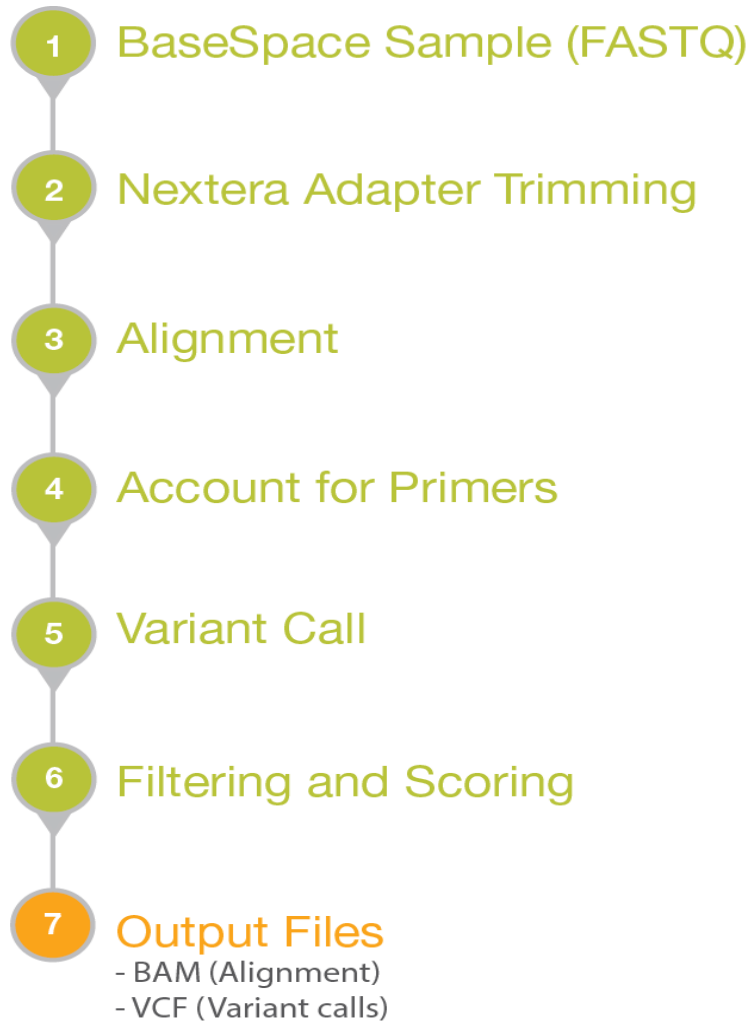 1 BaseSpace Sample (FASTQ)
2 Nextera Adapter Trimming
3 Alignment
4 Account for Primers
5 Variant Call
6 Filtering and Scoring
7 Output Files
- BAM (Alignment)
- VCF (Variant calls)